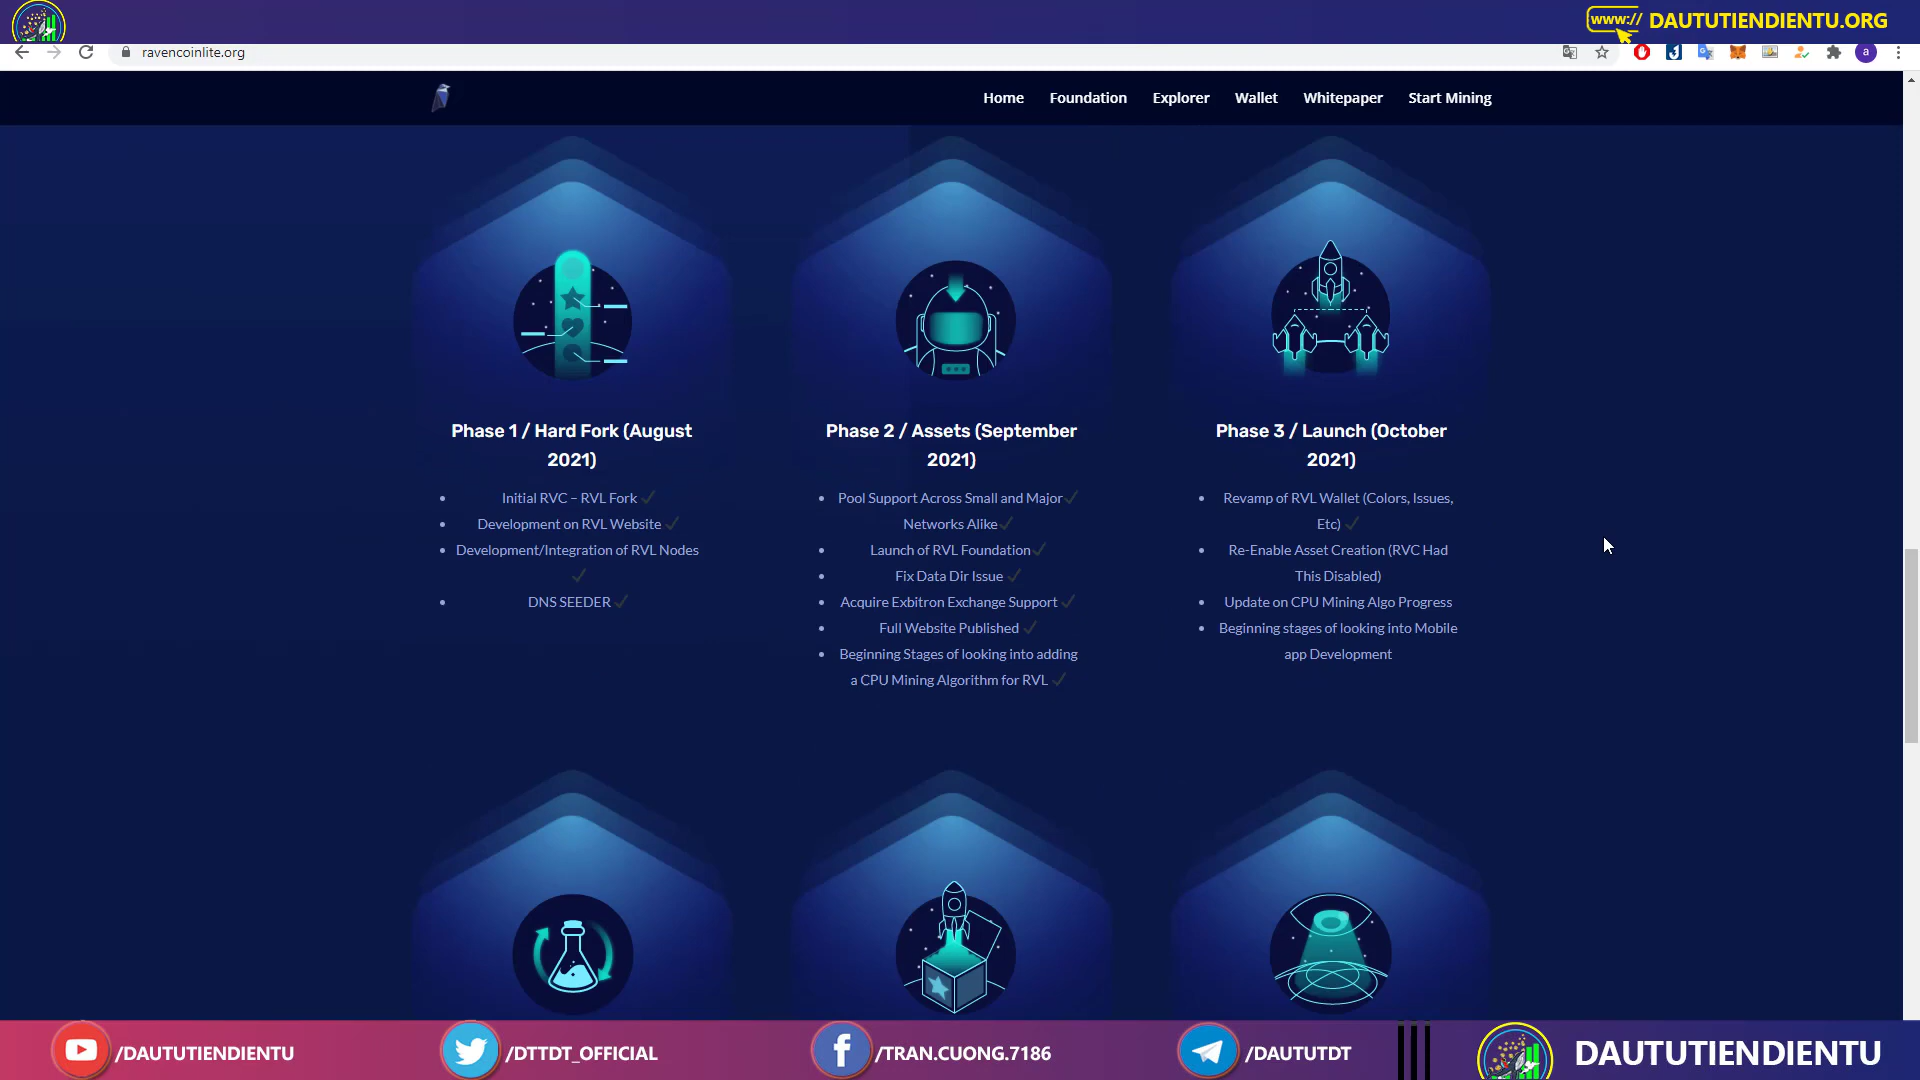 www:// DAUTUTIENDIENTU.ORG
ravencoinlite.org
Home Foundation Explorer Wallet Whitepaper Start Mining
Phase 1 / Hard Fork (August
2021)
• Initial RVC – RVL Fork ✓
• Development on RVL Website ✓
• Development/Integration of RVL Nodes
✓
• DNS SEEDER ✓
Phase 2 / Assets (September
2021)
• Pool Support Across Small and Major✓
Networks Alike✓
• Launch of RVL Foundation✓
• Fix Data Dir Issue ✓
• Acquire Exbitron Exchange Support ✓
• Full Website Published ✓
• Beginning Stages of looking into adding
a CPU Mining Algorithm for RVL ✓
Phase 3 / Launch (October
2021)
• Revamp of RVL Wallet (Colors, Issues,
Etc) ✓
• Re-Enable Asset Creation (RVC Had
This Disabled)
• Update on CPU Mining Algo Progress
• Beginning stages of looking into Mobile
app Development
/DAUTUTIENDIENTU /DTTDT_OFFICIAL /TRAN.CUONG.7186 /DAUTUTDT DAUTUTIENDIENTU